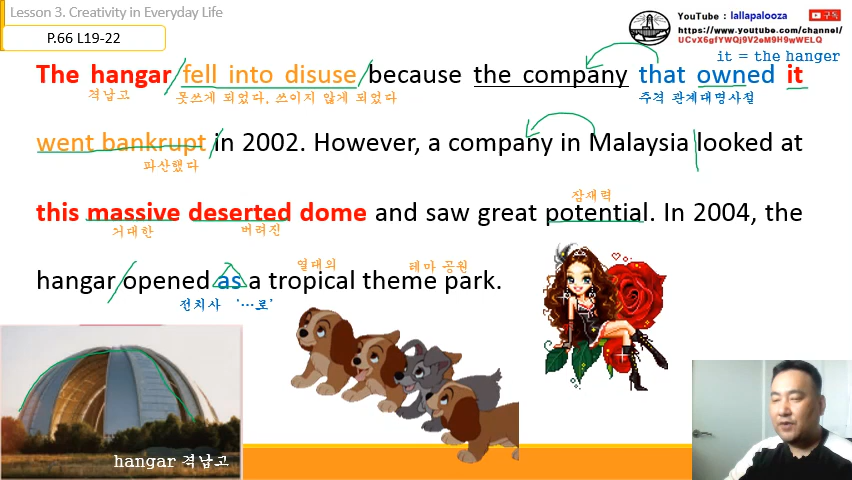 Lesson 3. Creativity in Everyday Life
P.66 L19-22
YouTube : lallapalooza 구독
https://www.youtube.com/channel/
UCvX6gfYWQj9V2eM9H9wWELQ
it = the hanger
The hangar fell into disuse because the company that owned it
격납고 못쓰게 되었다, 쓰이지 않게 되었다 주격 관계대명사절
went bankrupt in 2002. However, a company in Malaysia looked at
파산했다
잠재력
this massive deserted dome and saw great potential. In 2004, the
거대한 버려진
열대의 테마 공원
hangar opened as a tropical theme park.
전치사 ‘…로’
hangar 격납고